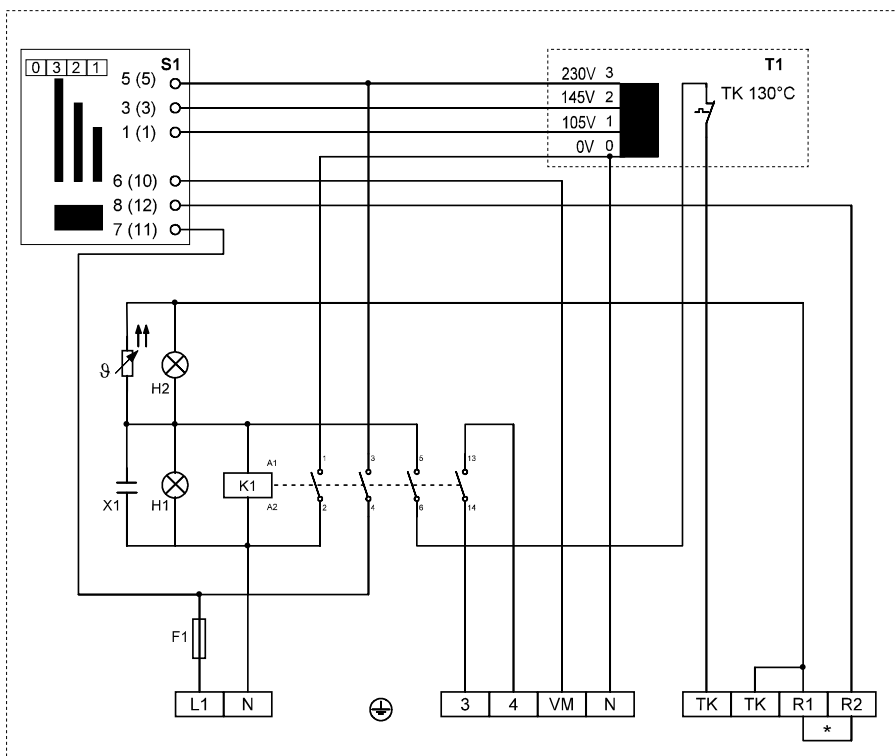 S1
0 3 2 1
5 (5)
3 (3)
1 (1)
6 (10)
8 (12)
7 (11)
T1
230V 3
145V 2
105V 1
0V 0
TK 130°C
ϑ
H2
X1
H1
K1
A1
A2
1
2
3
4
5
6
13
14
F1
L1 N
3 4 VM N
TK TK R1 R2
*